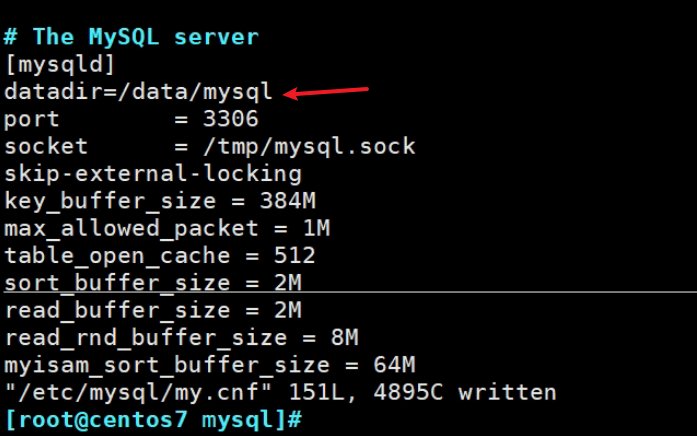 # The MySQL server
[mysqld]
datadir=/data/mysql
port        = 3306
socket      = /tmp/mysql.sock
skip-external-locking
key_buffer_size = 384M
max_allowed_packet = 1M
table_open_cache = 512
sort_buffer_size = 2M
read_buffer_size = 2M
read_rnd_buffer_size = 8M
myisam_sort_buffer_size = 64M
"/etc/mysql/my.cnf" 151L, 4895C written
[root@centos7 mysql]#